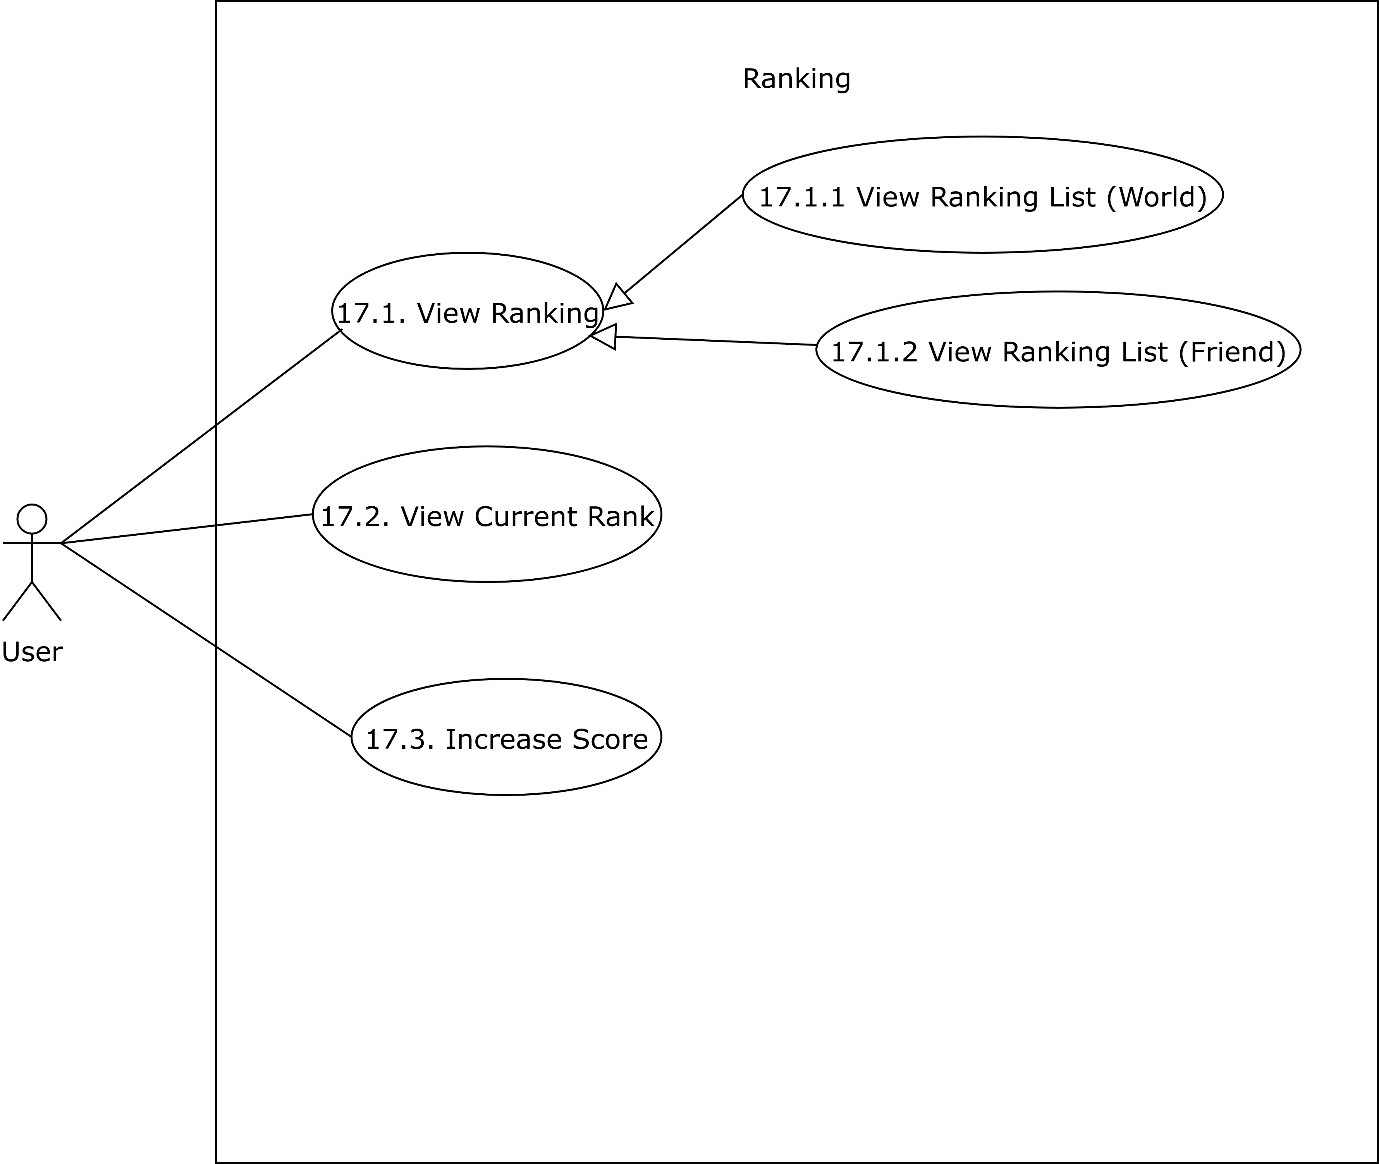 Ranking
17.1.1 View Ranking List (World)
17.1. View Ranking
17.1.2 View Ranking List (Friend)
17.2. View Current Rank
User
17.3. Increase Score